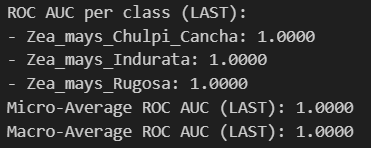 ROC AUC per class (LAST):
- Zea_mays_Chulpi_Cancha: 1.0000
- Zea_mays_Indurata: 1.0000
- Zea_mays_Rugosa: 1.0000
Micro-Average ROC AUC (LAST): 1.0000
Macro-Average ROC AUC (LAST): 1.0000